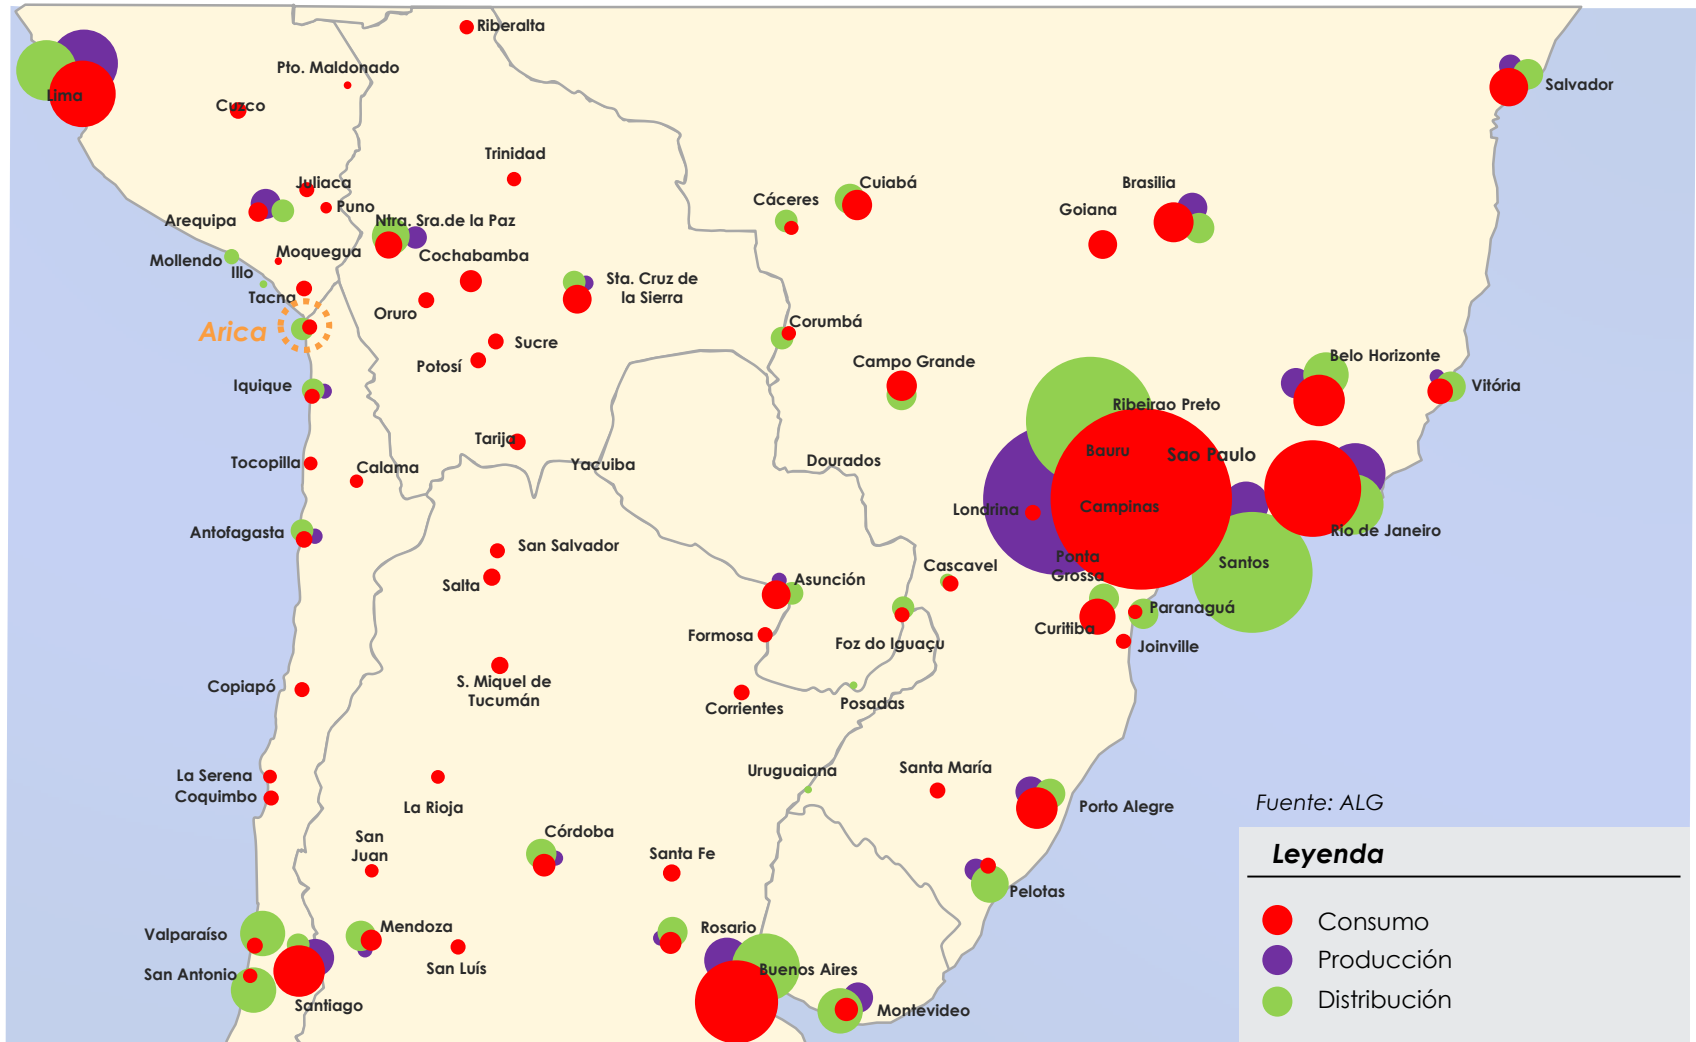 Riberalta
Pto. Maldonado
Lima
Cuzco
Salvador
Trinidad
Juliaca
Puno
Arequipa
Ntra. Sra.de la Paz
Cáceres
Cuiabá
Brasilia
Goiana
Mollendo
Illo
Moquegua
Cochabamba
Tacna
Sta. Cruz de
la Sierra
Oruro
Arica
Sucre
Potosí
Corumbá
Campo Grande
Belo Horizonte
Vitória
Iquique
Ribeirao Preto
Tarija
Yacuiba
Dourados
Bauru
Sao Paulo
Tocopilla
Calama
Londrina
Campinas
Rio de Janeiro
Antofagasta
San Salvador
Salta
Asunción
Cascavel
Ponta
Grossa
Santos
Paranaguá
Curitiba
Joinville
Formosa
Foz do Iguaçu
Copiapó
S. Miquel de
Tucumán
Corrientes
Posadas
La Serena
Coquimbo
La Rioja
Uruguaiana
Santa María
Porto Alegre
Fuente: ALG
San
Juan
Córdoba
Santa Fe
Pelotas
Valparaíso
Mendoza
San Antonio
San Luís
Santiago
Rosario
Buenos Aires
Montevideo
Leyenda
Consumo
Producción
Distribución